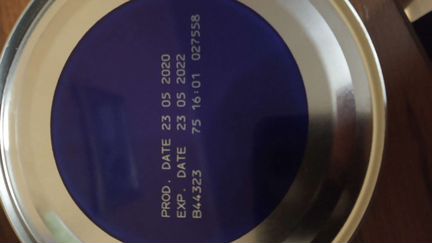 PROD. DATE 23 05 2020
EXP. DATE 23 05 2022
B44323 75 16:01 027558